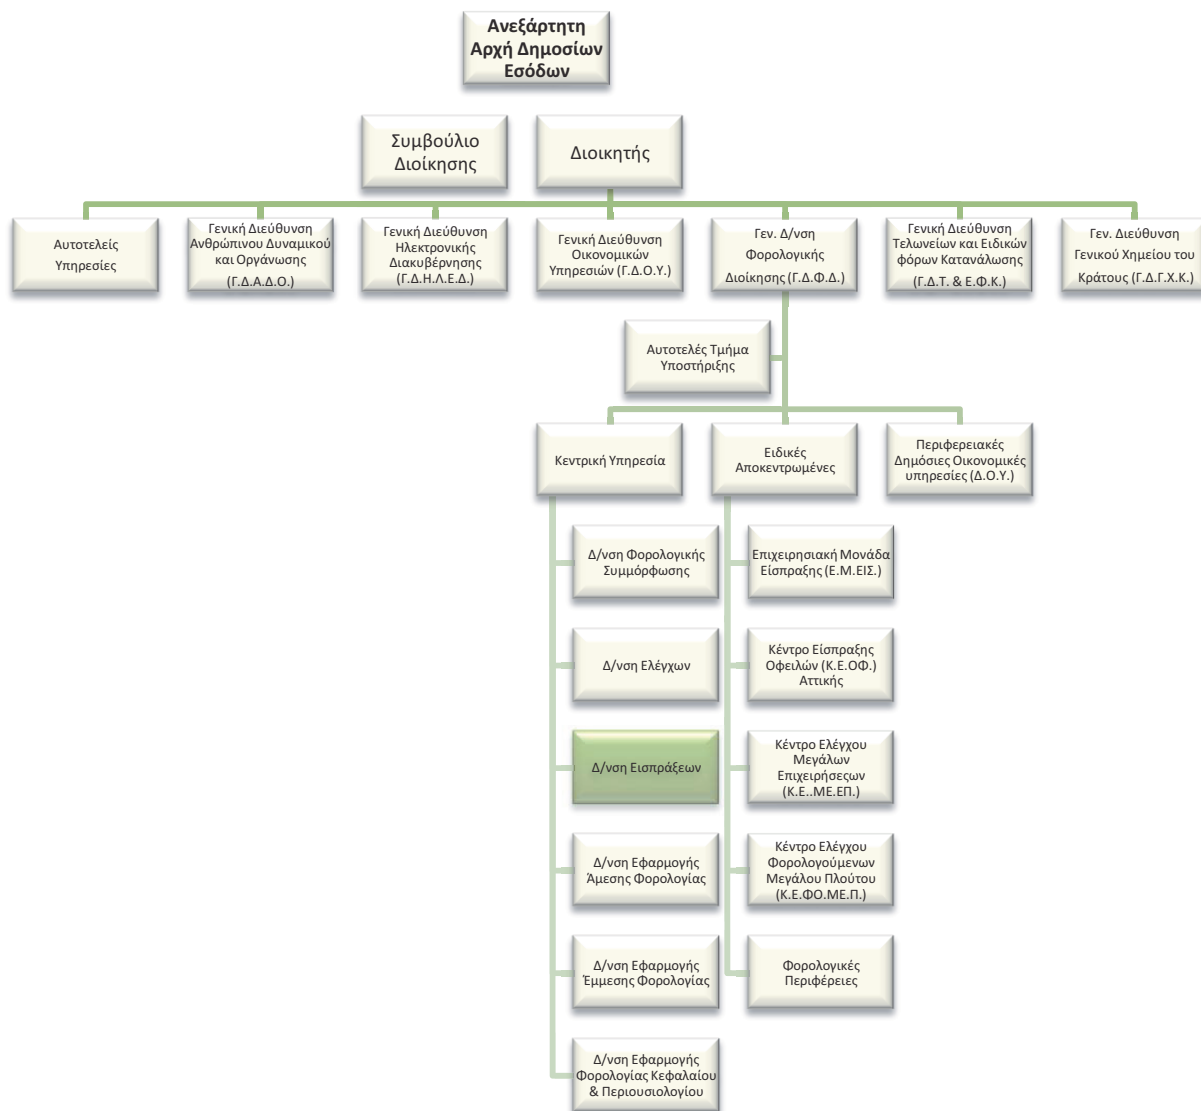 Ανεξάρτητη
Αρχή Δημοσίων
Εσόδων
Συμβούλιο
Διοίκησης
Διοικητής
Αυτοτελείς
Υπηρεσίες
Γενική Διεύθυνση
Ανθρώπινου Δυναμικού
και Οργάνωσης
(Γ.Δ.Α.Δ.Ο.)
Γενική Διεύθυνση
Ηλεκτρονικής
Διακυβέρνησης
(Γ.Δ.Η.Λ.Ε.Δ.)
Γενική Διεύθυνση
Οικονομικών
Υπηρεσιών (Γ.Δ.Ο.Υ.)
Γεν. Δ/νση
Φορολογικής
Διοίκησης (Γ.Δ.Φ.Δ.)
Γενική Διεύθυνση
Τελωνείων και Ειδικών
φόρων Κατανάλωσης
(Γ.Δ.Τ. & Ε.Φ.Κ.)
Γεν. Διεύθυνση
Γενικού Χημείου του
Κράτους (Γ.Δ.Γ.Χ.Κ.)
Αυτοτελές Τμήμα
Υποστήριξης
Κεντρική Υπηρεσία
Ειδικές
Αποκεντρωμένες
Περιφερειακές
Δημόσιες Οικονομικές
υπηρεσίες (Δ.Ο.Υ.)
Δ/νση Φορολογικής
Συμμόρφωσης
Επιχειρησιακή Μονάδα
Είσπραξης (Ε.Μ.ΕΙΣ.)
Δ/νση Ελέγχων
Κέντρο Είσπραξης
Οφειλών (Κ.Ε.ΟΦ.)
Αττικής
Δ/νση Εισπράξεων
Κέντρο Ελέγχου
Μεγάλων
Επιχειρήσεςων
(Κ.Ε..ΜΕ.ΕΠ.)
Δ/νση Εφαρμογής
Άμεσης Φορολογίας
Κέντρο Ελέγχου
Φορολογούμενων
Μεγάλου Πλούτου
(Κ.Ε.ΦΟ.ΜΕ.Π.)
Δ/νση Εφαρμογής
Έμμεσης Φορολογίας
Φορολογικές
Περιφέρειες
Δ/νση Εφαρμογής
Φορολογίας Κεφαλαίου
& Περιουσιολογίου